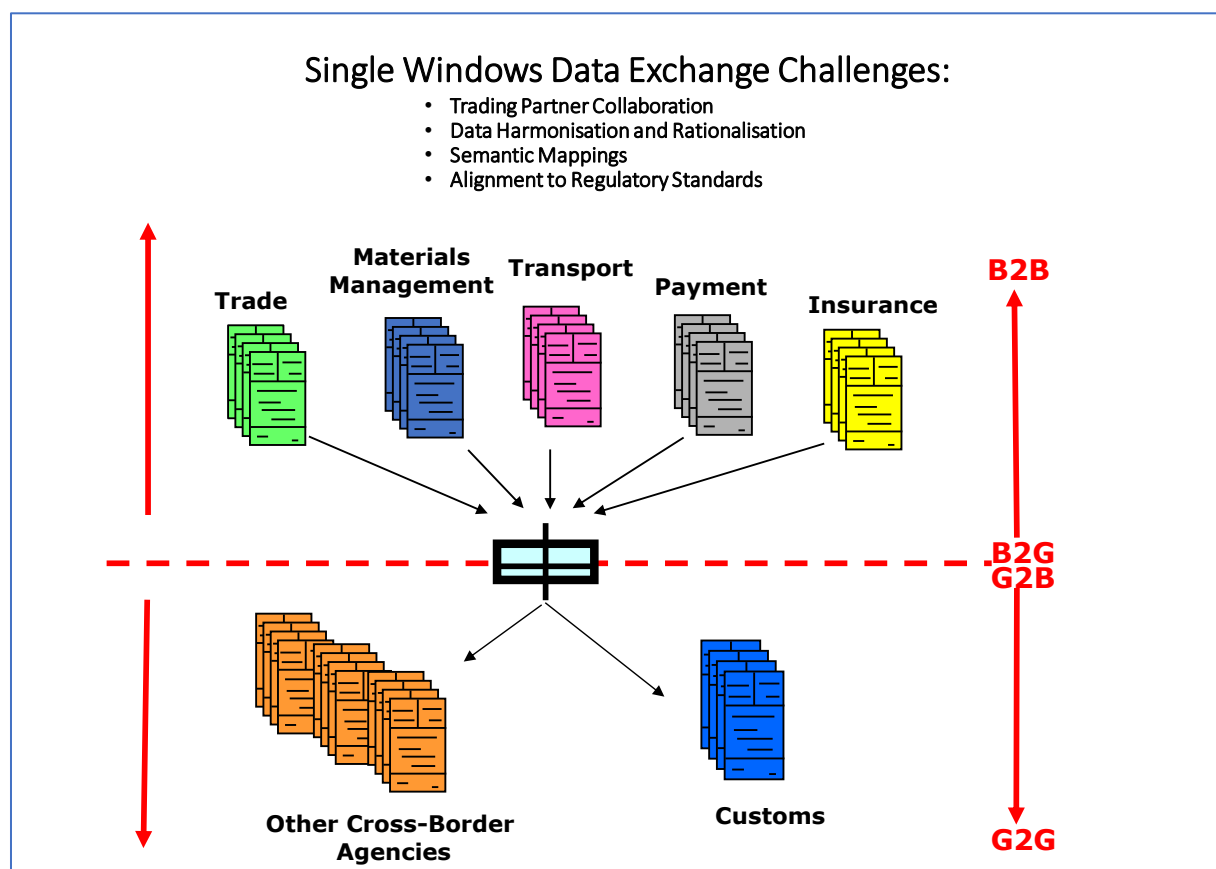 Single Windows Data Exchange Challenges:
• Trading Partner Collaboration
• Data Harmonisation and Rationalisation
• Semantic Mappings
• Alignment to Regulatory Standards
Trade
Materials
Management
Transport
Payment
Insurance
B2B
B2G
G2B
Other Cross-Border
Agencies
Customs
G2G